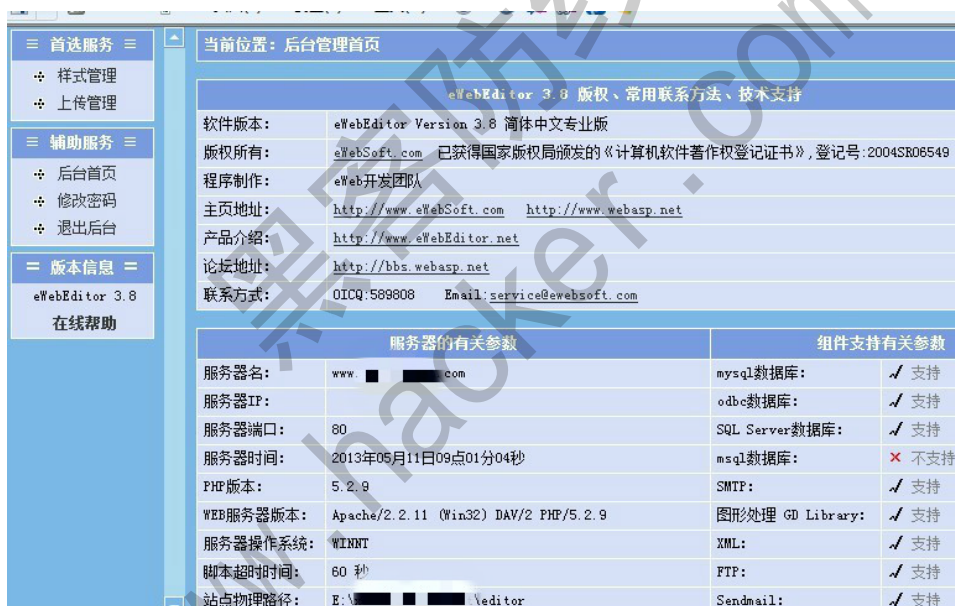 ☰ 首选服务 ☰
样式管理
上传管理
☰ 辅助服务 ☰
后台首页
修改密码
退出后台
= 版本信息 =
eWebEditor 3.8
在线帮助
当前位置：后台管理首页
eWebEditor 3.8 版权、常用联系方法、技术支持
软件版本： eWebEditor Version 3.8 简体中文专业版
版权所有： eWebSoft.com 已获得国家版权局颁发的《计算机软件著作权登记证书》,登记号:2004SR06549
程序制作： eWeb开发团队
主页地址： http://www.eWebSoft.com http://www.webasp.net
产品介绍： http://www.eWebEditor.net
论坛地址： http://bbs.webasp.net
联系方式： OICQ:589808 Email:service@ewebsoft.com
服务器的有关参数 组件支持有关参数
服务器名： www. com mysql数据库： √ 支持
服务器IP： odbc数据库： √ 支持
服务器端口： 80 SQL Server数据库： √ 支持
服务器时间： 2013年05月11日09点01分04秒 msql数据库： × 不支持
PHP版本： 5.2.9 SMTP： √ 支持
WEB服务器版本： Apache/2.2.11 (Win32) DAV/2 PHP/5.2.9 图形处理 GD Library： √ 支持
服务器操作系统： WINNT XML： √ 支持
脚本超时时间： 60 秒 FTP： √ 支持
站点物理路径： E:\ \editor Sendmail： √ 支持
黑客防线
www.hacker.com